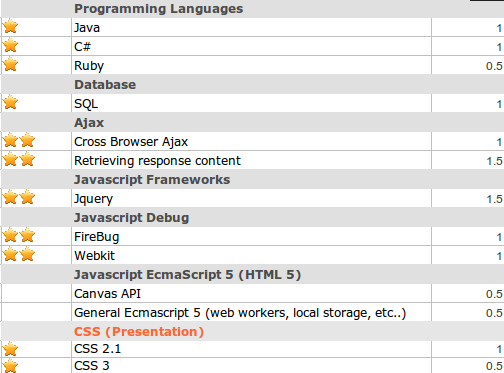 Programming Languages
Java 1
C# 1
Ruby 0.5
Database
SQL 1
Ajax
Cross Browser Ajax 1
Retrieving response content 1.5
Javascript Frameworks
Jquery 1.5
Javascript Debug
FireBug 1
Webkit 1
Javascript EcmaScript 5 (HTML 5)
Canvas API 0.5
General Ecmascript 5 (web workers, local storage, etc..) 0.5
CSS (Presentation)
CSS 2.1 1
CSS 3 0.5